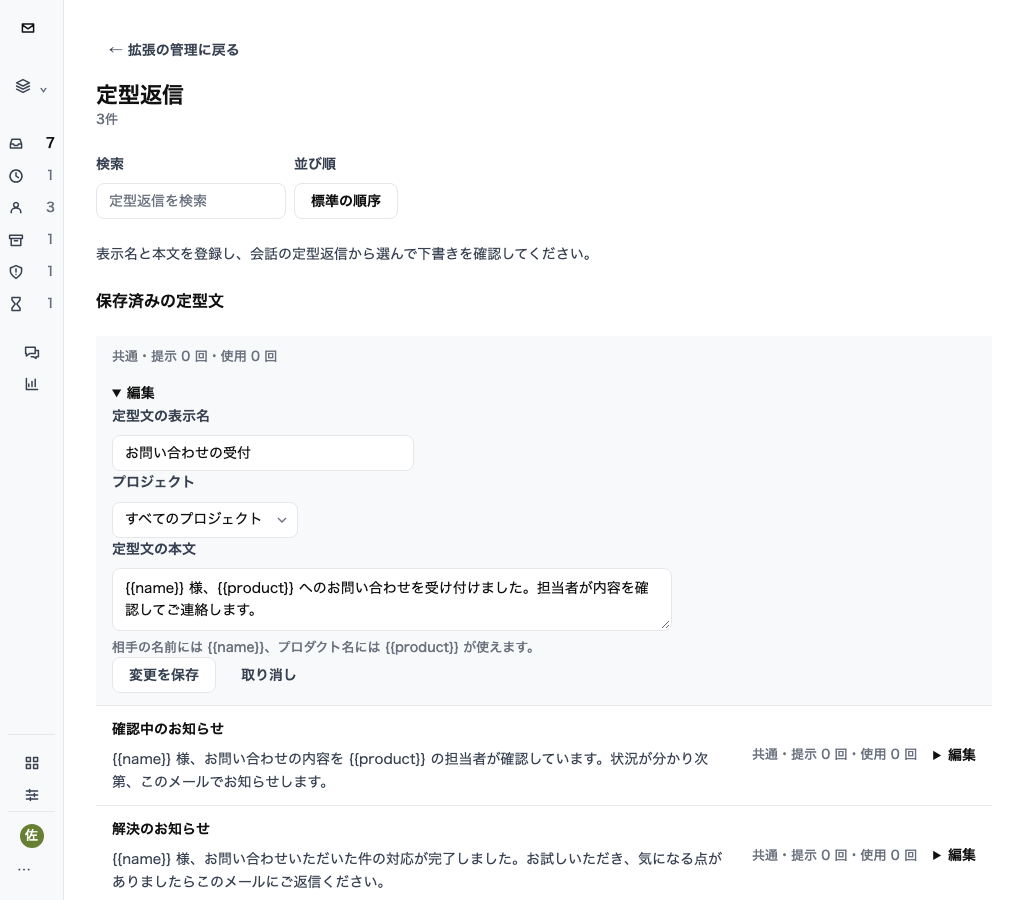 ← 拡張の管理に戻る
定型返信
3件
検索
並び順
定型返信を検索
標準の順序
7
1
3
1
1
1
表示名と本文を登録し、会話の定型返信から選んで下書きを確認してください。
保存済みの定型文
共通・提示 0 回・使用 0 回
▼ 編集
定型文の表示名
お問い合わせの受付
プロジェクト
すべてのプロジェクト
定型文の本文
{{name}} 様、{{product}} へのお問い合わせを受け付けました。担当者が内容を確
認してご連絡します。
相手の名前には {{name}}、プロダクト名には {{product}} が使えます。
変更を保存
取り消し
確認中のお知らせ
{{name}} 様、お問い合わせの内容を {{product}} の担当者が確認しています。状況が分かり次
第、このメールでお知らせします。
共通・提示 0 回・使用 0 回
▶ 編集
解決のお知らせ
{{name}} 様、お問い合わせいただいた件の対応が完了しました。お試しいただき、気になる点が
ありましたらこのメールにご返信ください。
共通・提示 0 回・使用 0 回
▶ 編集
佐
…